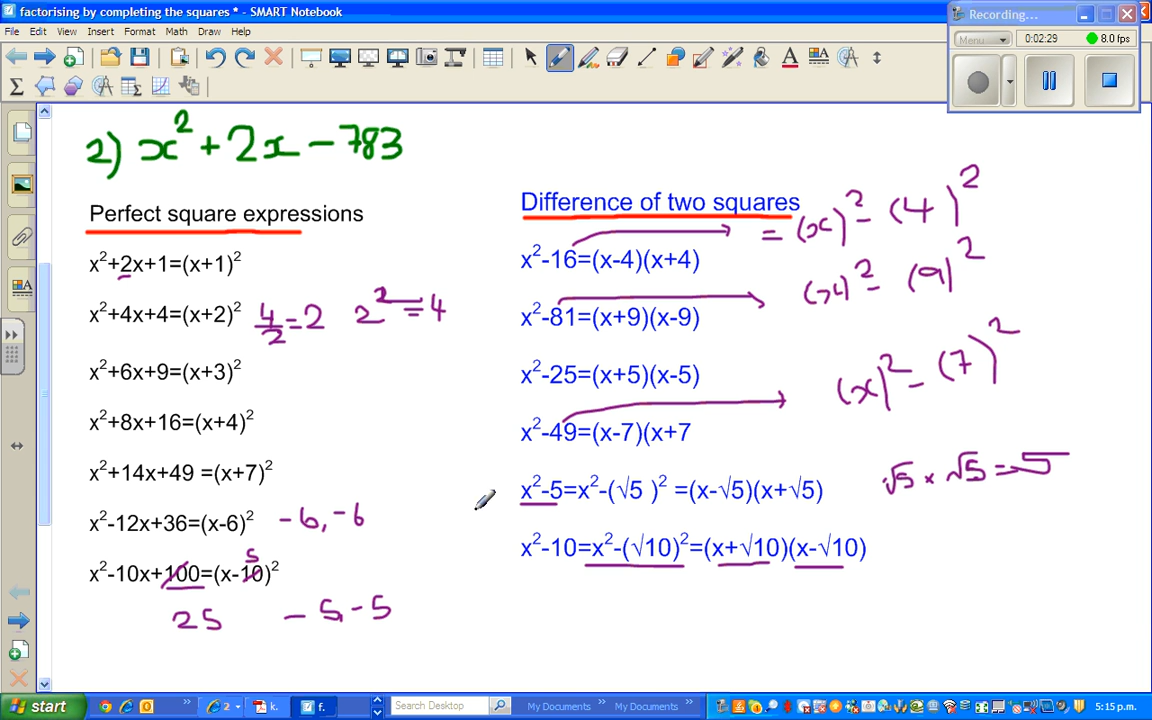 factorising by completing the squares * - SMART Notebook
Recording...
File Edit View Insert Format Math Draw Help
Menu 0:02:29 8.0 fps
2) x² + 2x - 783
Perfect square expressions
x²+2x+1=(x+1)²
x²+4x+4=(x+2)² 4/2 = 2 2² = 4
x²+6x+9=(x+3)²
x²+8x+16=(x+4)²
x²+14x+49 =(x+7)²
x²-12x+36=(x-6)² -6, -6
5
x²-10x+100=(x-10)²
25 - 5, - 5
Difference of two squares
= (x)² - (4)²
x²-16=(x-4)(x+4)
(x)² - (9)²
x²-81=(x+9)(x-9)
x²-25=(x+5)(x-5)
(x)² - (7)²
x²-49=(x-7)(x+7
x²-5=x²-(√5 )² =(x-√5)(x+√5) √5 × √5 = 5
x²-10=x²-(√10)²=(x+√10)(x-√10)
start 2 k. f. Search Desktop My Documents My Documents 5:15 p.m.